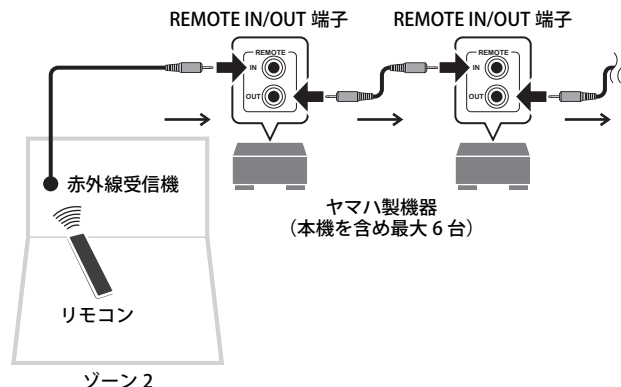 REMOTE IN/OUT 端子
REMOTE IN/OUT 端子
REMOTE
IN
OUT
REMOTE
IN
OUT
赤外線受信機
ヤマハ製機器
（本機を含め最大 6 台）
リモコン
ゾーン 2